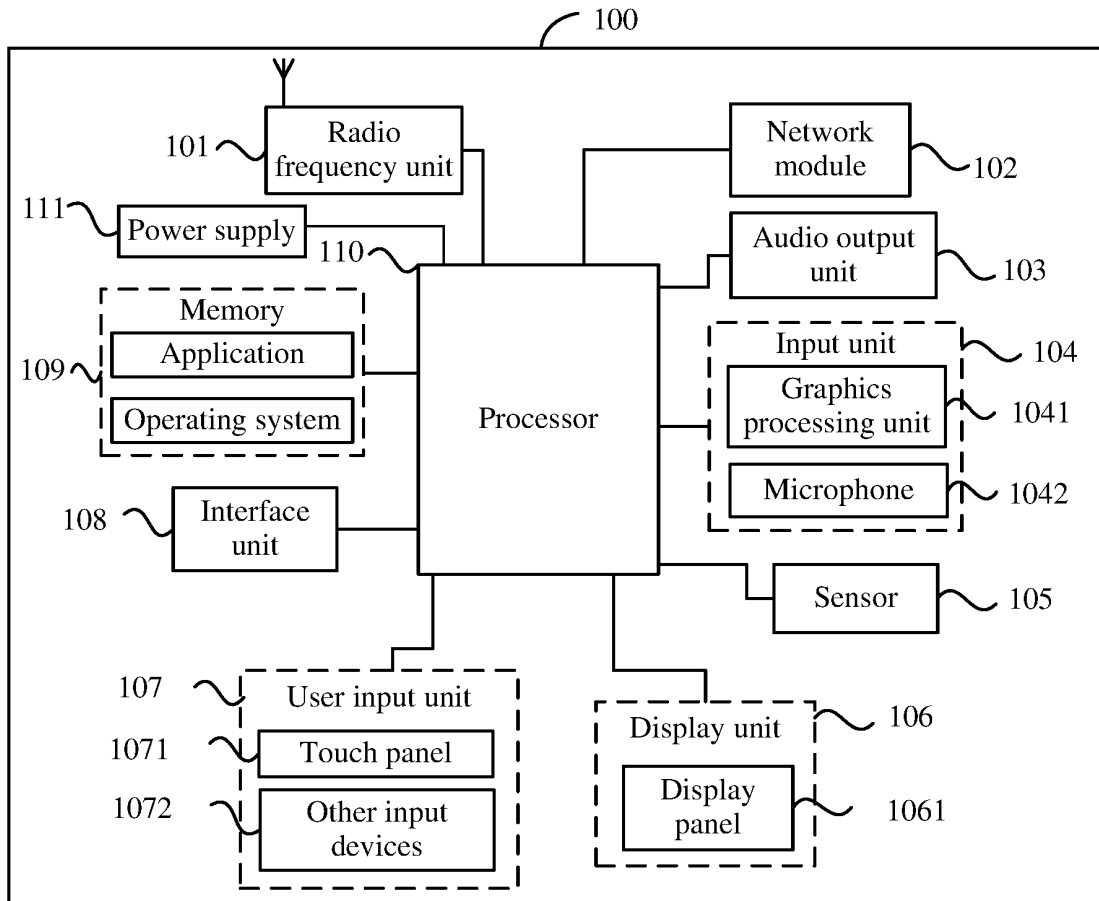 100
101
Radio
frequency unit
Network
module
102
111
Power supply
110
Audio output
unit
103
Memory
Application
109
Operating system
Processor
Input unit
104
Graphics
processing unit
1041
Microphone
1042
108
Interface
unit
Sensor
105
107
User input unit
1071
Touch panel
1072
Other input
devices
Display unit
106
Display
panel
1061